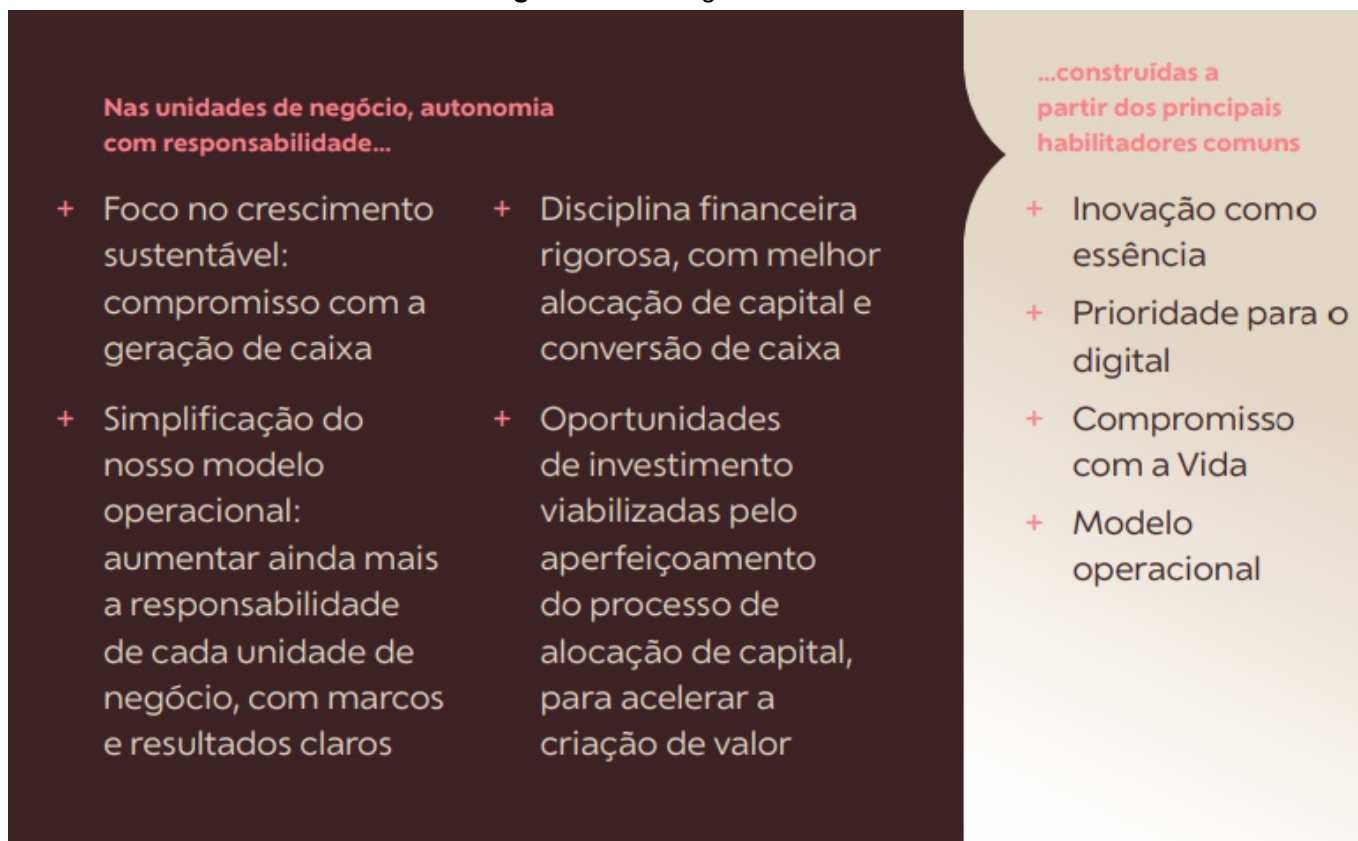 Nas unidades de negócio, autonomia
com responsabilidade...
+ Foco no crescimento
sustentável:
compromisso com a
geração de caixa
+ Simplificação do
nosso modelo
operacional:
aumentar ainda mais
a responsabilidade
de cada unidade de
negócio, com marcos
e resultados claros
+ Disciplina financeira
rigorosa, com melhor
alocação de capital e
conversão de caixa
+ Oportunidades
de investimento
viabilizadas pelo
aperfeiçoamento
do processo de
alocação de capital,
para acelerar a
criação de valor
...construídas a
partir dos principais
habilitadores comuns
+ Inovação como
essência
+ Prioridade para o
digital
+ Compromisso
com a Vida
+ Modelo
operacional